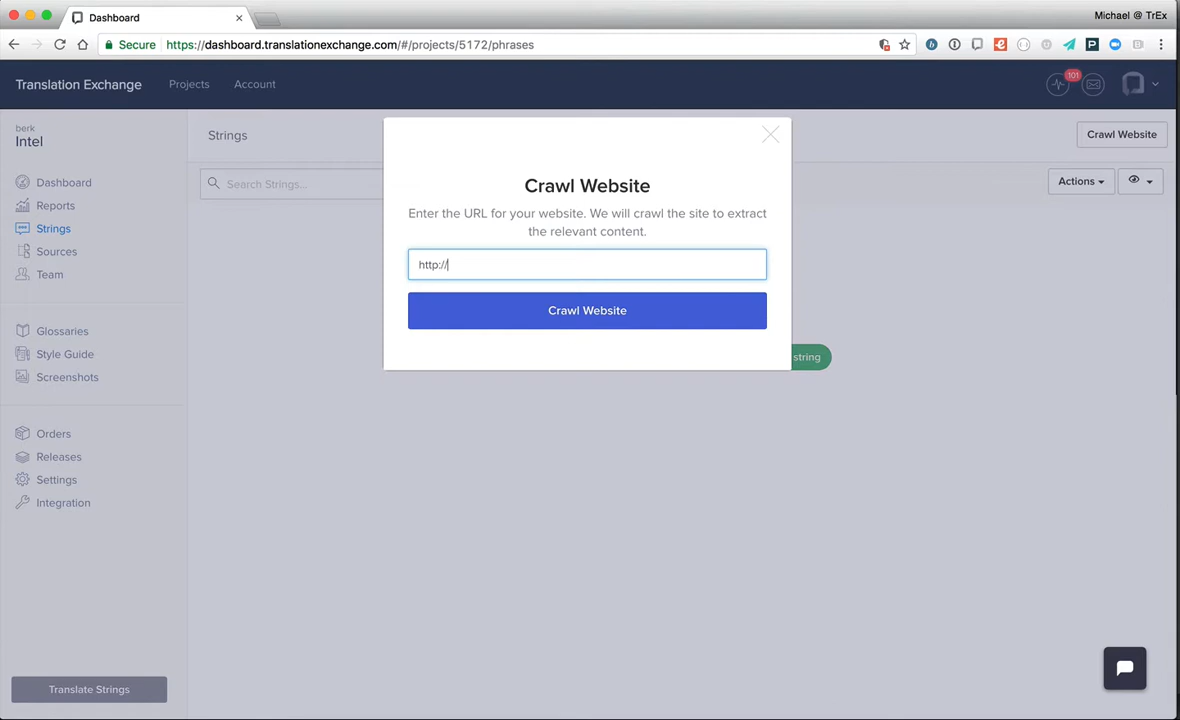 Dashboard
Michael @ TrEx
Secure https://dashboard.translationexchange.com/#/projects/5172/phrases
Translation Exchange Projects Account 101
berk
Intel
Strings
Crawl Website
Dashboard
Reports
Strings
Sources
Team
Glossaries
Style Guide
Screenshots
Orders
Releases
Settings
Integration
Translate Strings
Search Strings...
Actions
Crawl Website
Enter the URL for your website. We will crawl the site to extract
the relevant content.
http://
Crawl Website
string